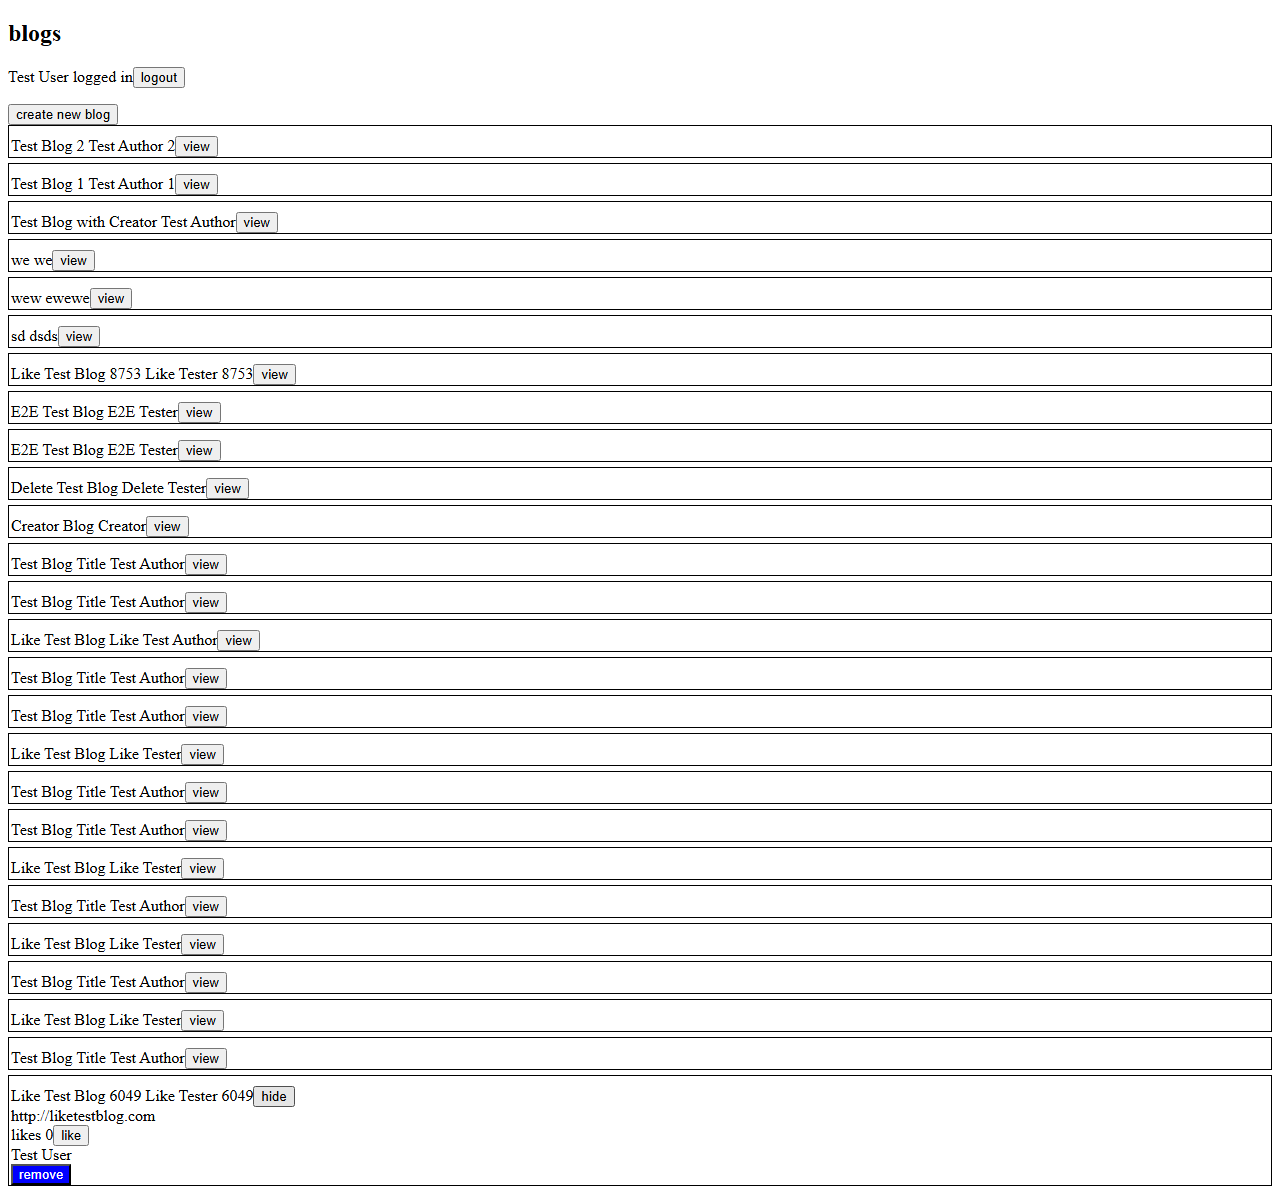 blogs
Test User logged in logout
create new blog
Test Blog 2 Test Author 2 view
Test Blog 1 Test Author 1 view
Test Blog with Creator Test Author view
we we view
wew ewewe view
sd dsds view
Like Test Blog 8753 Like Tester 8753 view
E2E Test Blog E2E Tester view
E2E Test Blog E2E Tester view
Delete Test Blog Delete Tester view
Creator Blog Creator view
Test Blog Title Test Author view
Test Blog Title Test Author view
Like Test Blog Like Test Author view
Test Blog Title Test Author view
Test Blog Title Test Author view
Like Test Blog Like Tester view
Test Blog Title Test Author view
Test Blog Title Test Author view
Like Test Blog Like Tester view
Test Blog Title Test Author view
Like Test Blog Like Tester view
Test Blog Title Test Author view
Like Test Blog Like Tester view
Test Blog Title Test Author view
Like Test Blog 6049 Like Tester 6049 hide
http://liketestblog.com
likes 0 like
Test User
remove